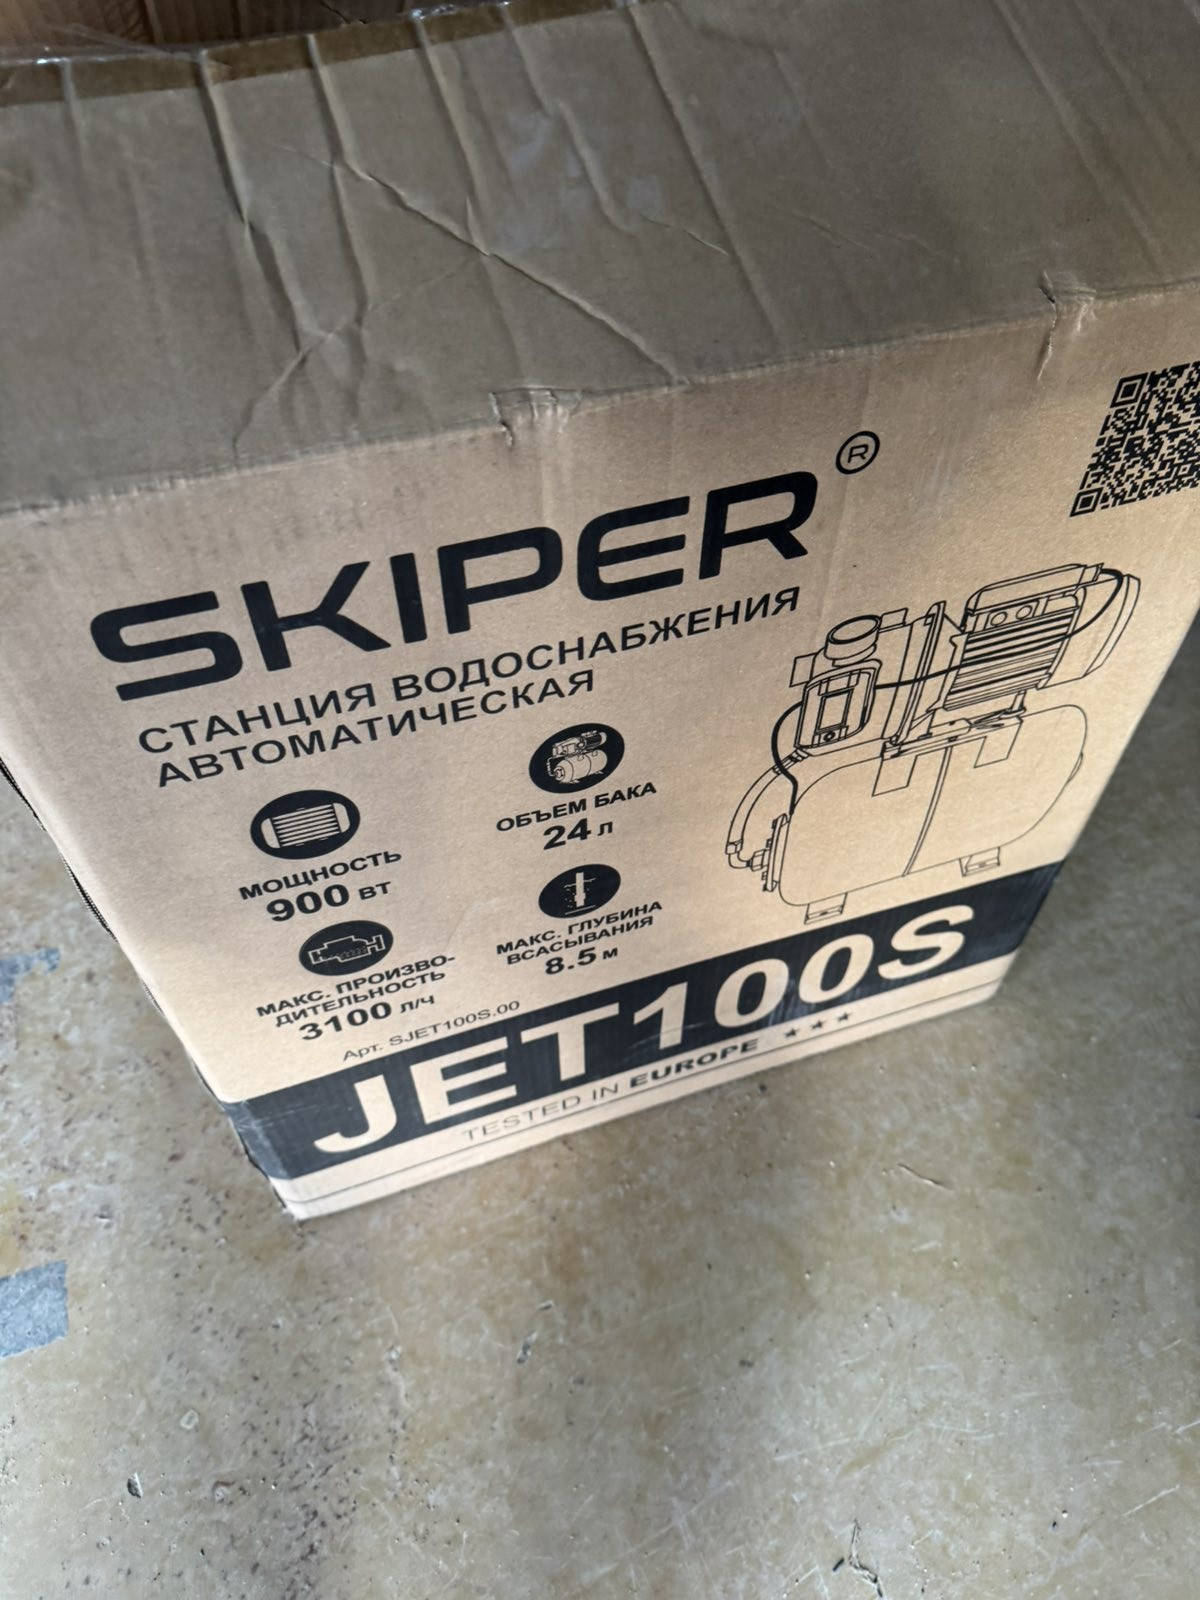 SKIPER ®
СТАНЦИЯ ВОДОСНАБЖЕНИЯ
АВТОМАТИЧЕСКАЯ
МОЩНОСТЬ
900 ВТ
ОБЪЕМ БАКА
24 Л
МАКС. ПРОИЗВО-
ДИТЕЛЬНОСТЬ
3100 Л/Ч
МАКС. ГЛУБИНА
ВСАСЫВАНИЯ
8.5 М
Арт. SJET100S.00
JET100S
TESTED IN EUROPE ★★★